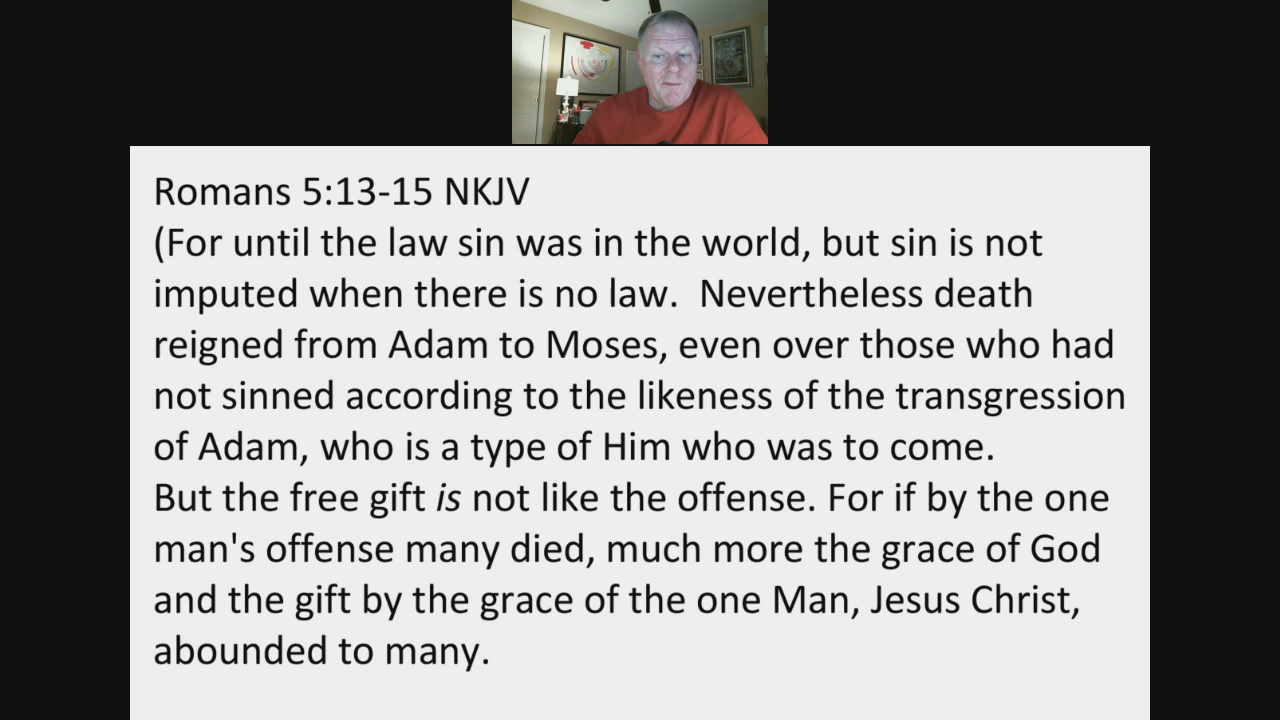 Romans 5:13-15 NKJV
(For until the law sin was in the world, but sin is not
imputed when there is no law.  Nevertheless death
reigned from Adam to Moses, even over those who had
not sinned according to the likeness of the transgression
of Adam, who is a type of Him who was to come.
But the free gift is not like the offense. For if by the one
man's offense many died, much more the grace of God
and the gift by the grace of the one Man, Jesus Christ,
abounded to many.